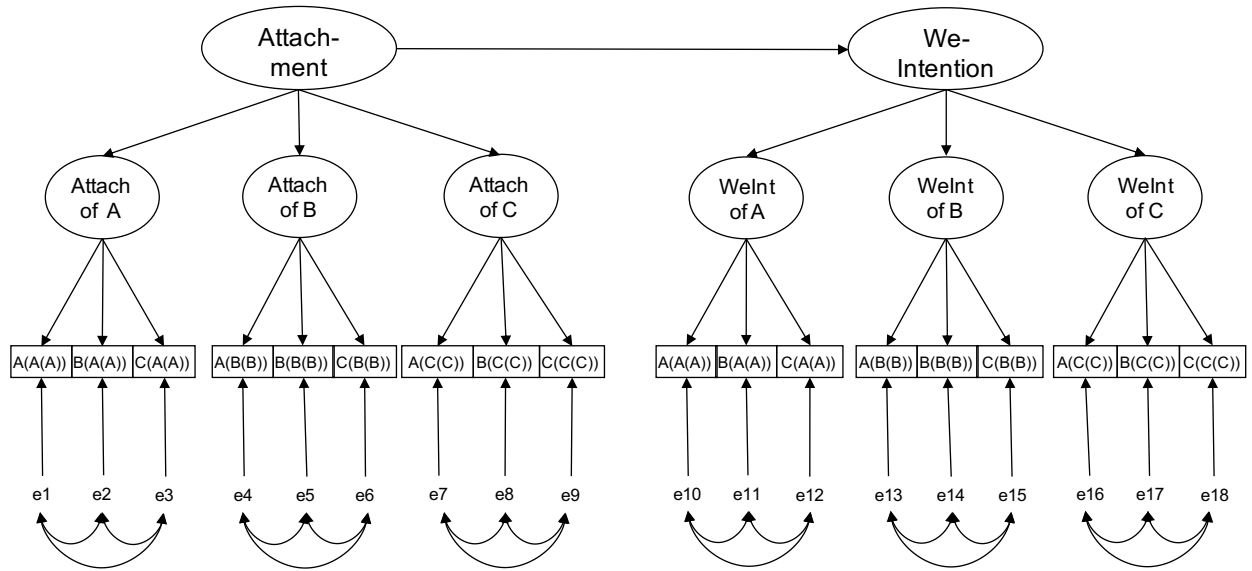 Attach-
ment
We-
Intention
Attach
of A
Attach
of B
Attach
of C
WeInt
of A
WeInt
of B
WeInt
of C
A(A(A)) B(A(A)) C(A(A)) A(B(B)) B(B(B)) C(B(B)) A(C(C)) B(C(C)) C(C(C)) A(A(A)) B(A(A)) C(A(A)) A(B(B)) B(B(B)) C(B(B)) A(C(C)) B(C(C)) C(C(C))
e1 e2 e3 e4 e5 e6 e7 e8 e9 e10 e11 e12 e13 e14 e15 e16 e17 e18